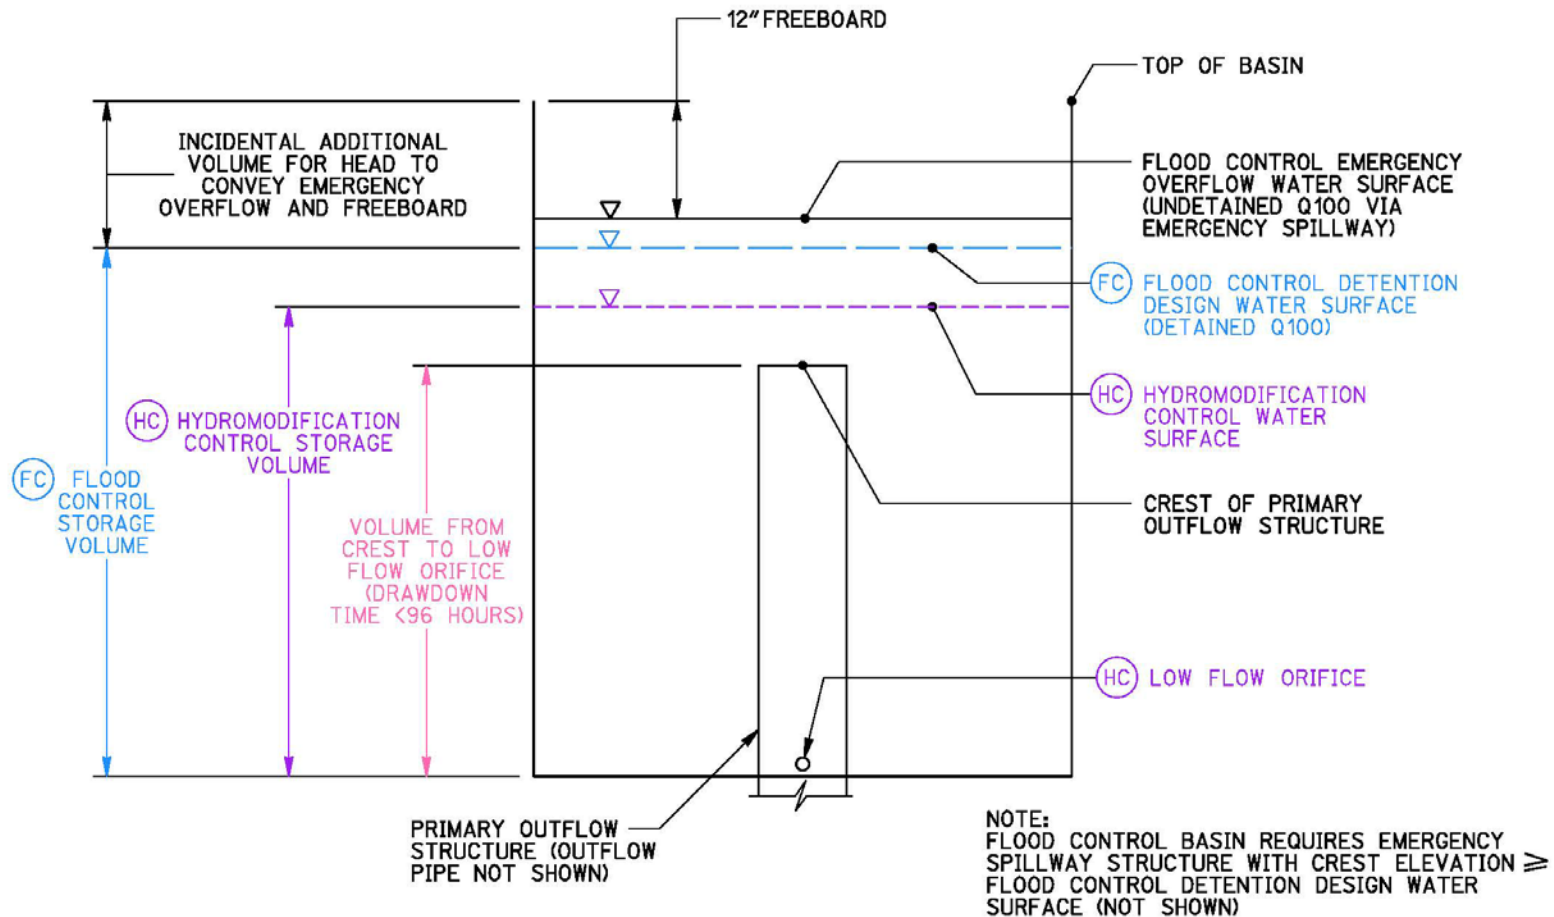 12" FREEBOARD
TOP OF BASIN
INCIDENTAL ADDITIONAL
VOLUME FOR HEAD TO
CONVEY EMERGENCY
OVERFLOW AND FREEBOARD
FLOOD CONTROL EMERGENCY
OVERFLOW WATER SURFACE
(UNDETAINED Q100 VIA
EMERGENCY SPILLWAY)
FC FLOOD CONTROL DETENTION
DESIGN WATER SURFACE
(DETAINED Q100)
HC HYDROMODIFICATION
CONTROL WATER
SURFACE
HC HYDROMODIFICATION
CONTROL STORAGE
VOLUME
FC FLOOD
CONTROL
STORAGE
VOLUME
CREST OF PRIMARY
OUTFLOW STRUCTURE
VOLUME FROM
CREST TO LOW
FLOW ORIFICE
(DRAWDOWN
TIME <96 HOURS)
HC LOW FLOW ORIFICE
PRIMARY OUTFLOW
STRUCTURE (OUTFLOW
PIPE NOT SHOWN)
NOTE:
FLOOD CONTROL BASIN REQUIRES EMERGENCY
SPILLWAY STRUCTURE WITH CREST ELEVATION ≥
FLOOD CONTROL DETENTION DESIGN WATER
SURFACE (NOT SHOWN)